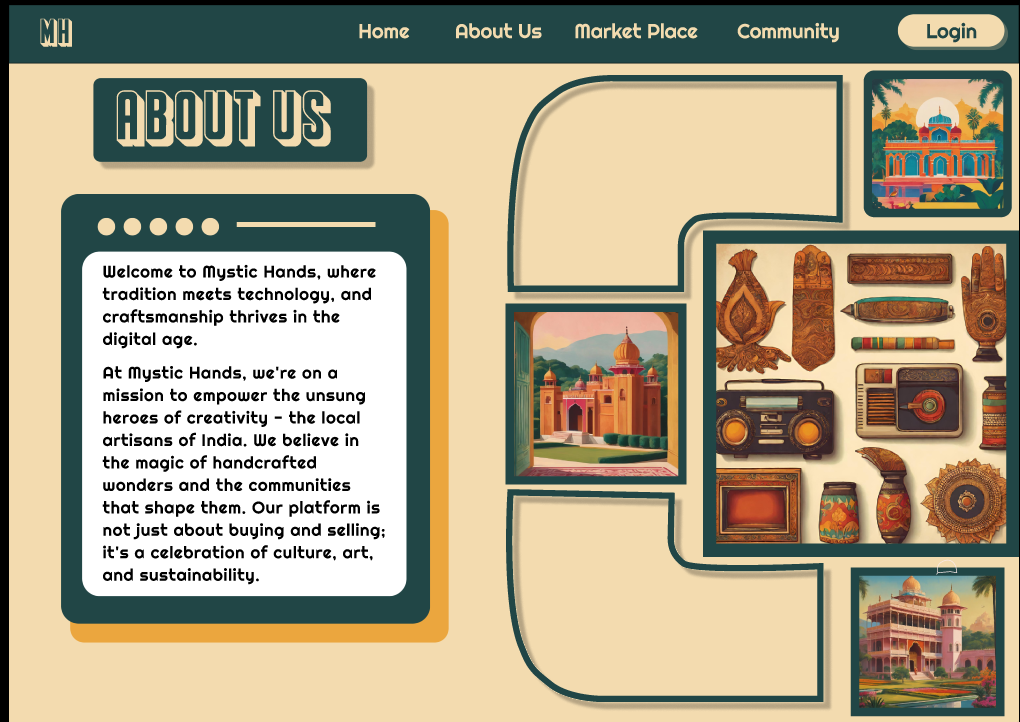 MH
Home About Us Market Place Community Login
ABOUT US
Welcome to Mystic Hands, where
tradition meets technology, and
craftsmanship thrives in the
digital age.
At Mystic Hands, we're on a
mission to empower the unsung
heroes of creativity - the local
artisans of India. We believe in
the magic of handcrafted
wonders and the communities
that shape them. Our platform is
not just about buying and selling;
it's a celebration of culture, art,
and sustainability.